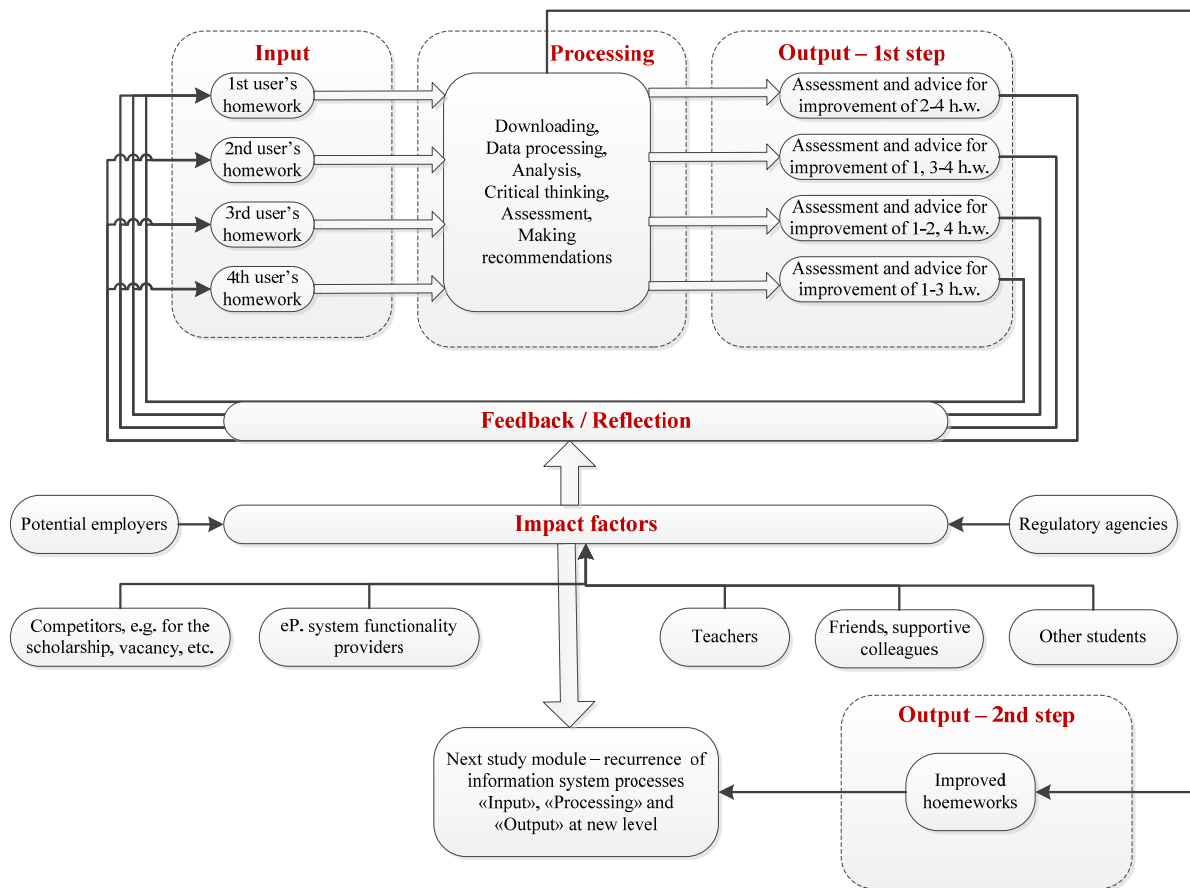 Input
1st user's
homework
2nd user's
homework
3rd user's
homework
4th user's
homework
Processing
Downloading,
Data processing,
Analysis,
Critical thinking,
Assessment,
Making
recommendations
Output – 1st step
Assessment and advice for
improvement of 2-4 h.w.
Assessment and advice for
improvement of 1, 3-4 h.w.
Assessment and advice for
improvement of 1-2, 4 h.w.
Assessment and advice for
improvement of 1-3 h.w.
Feedback / Reflection
Potential employers
Impact factors
Regulatory agencies
Competitors, e.g. for the
scholarship, vacancy, etc.
eP. system functionality
providers
Teachers
Friends, supportive
colleagues
Other students
Output – 2nd step
Next study module – recurrence of
information system processes
«Input», «Processing» and
«Output» at new level
Improved
hoemeworks